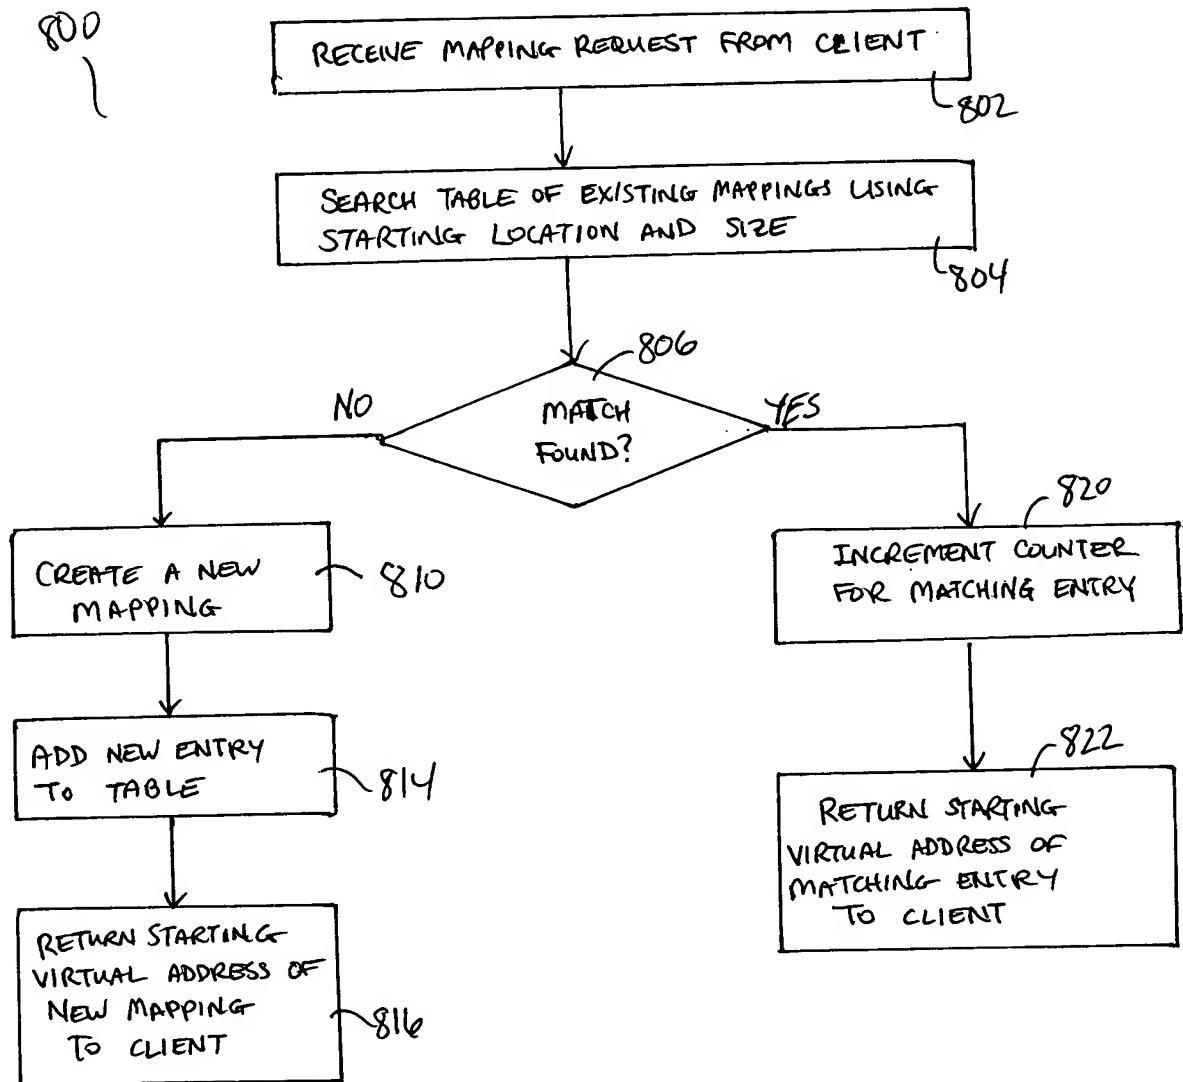 800
RECEIVE MAPPING REQUEST FROM CLIENT
802
SEARCH TABLE OF EXISTING MAPPINGS USING
STARTING LOCATION AND SIZE
804
806
MATCH
FOUND?
NO
YES
CREATE A NEW
MAPPING
810
ADD NEW ENTRY
TO TABLE
814
RETURN STARTING
VIRTUAL ADDRESS OF
NEW MAPPING
TO CLIENT
816
820
INCREMENT COUNTER
FOR MATCHING ENTRY
822
RETURN STARTING
VIRTUAL ADDRESS OF
MATCHING ENTRY
TO CLIENT